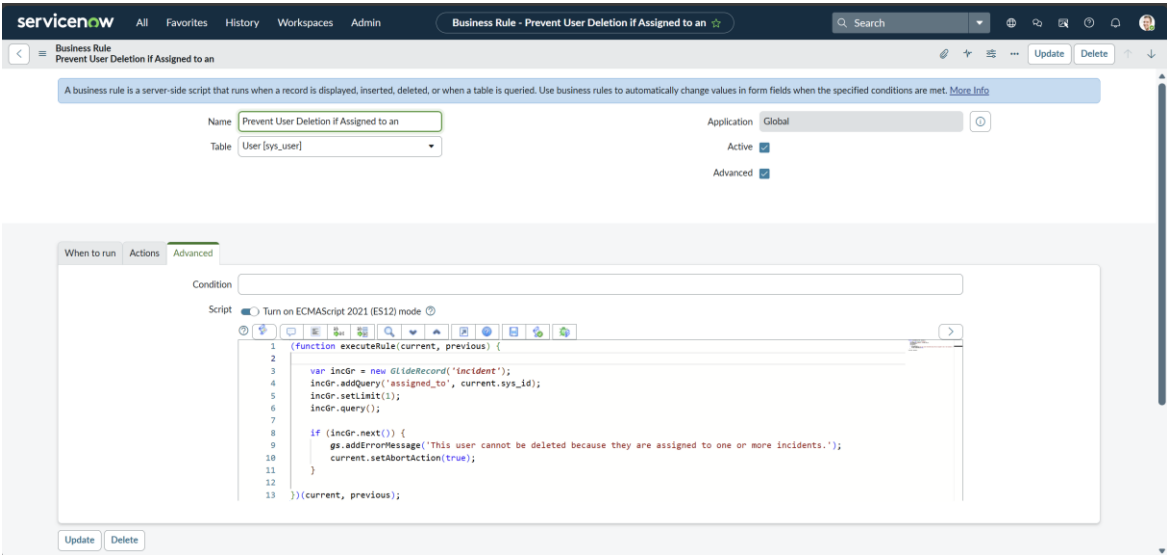 servicenow All Favorites History Workspaces Admin Business Rule - Prevent User Deletion if Assigned to an ☆ Search
Business Rule
Prevent User Deletion if Assigned to an
Update Delete
A business rule is a server-side script that runs when a record is displayed, inserted, deleted, or when a table is queried. Use business rules to automatically change values in form fields when the specified conditions are met. More Info
Name Prevent User Deletion if Assigned to an Application Global
Table User [sys_user] Active
Advanced
When to run Actions Advanced
Condition
Script Turn on ECMAScript 2021 (ES12) mode
1 (function executeRule(current, previous) {
2
3 var incGr = new GlideRecord('incident');
4 incGr.addQuery('assigned_to', current.sys_id);
5 incGr.setLimit(1);
6 incGr.query();
7
8 if (incGr.next()) {
9 gs.addErrorMessage('This user cannot be deleted because they are assigned to one or more incidents.');
10 current.setAbortAction(true);
11 }
12
13 })(current, previous);
Update Delete